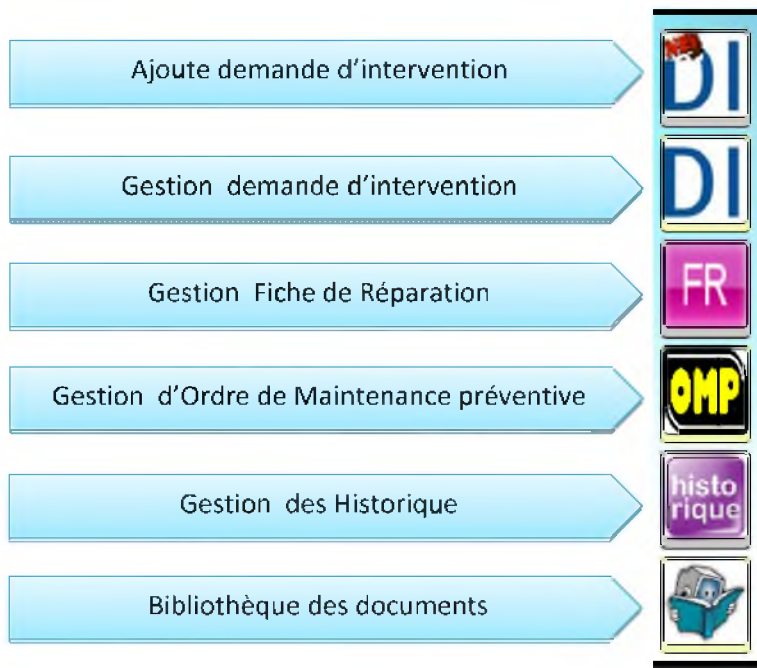 Ajoute demande d'intervention
NEW
DI
Gestion demande d'intervention
DI
Gestion Fiche de Réparation
FR
Gestion d'Ordre de Maintenance préventive
OMP
Gestion des Historique
histo
rique
Bibliothèque des documents